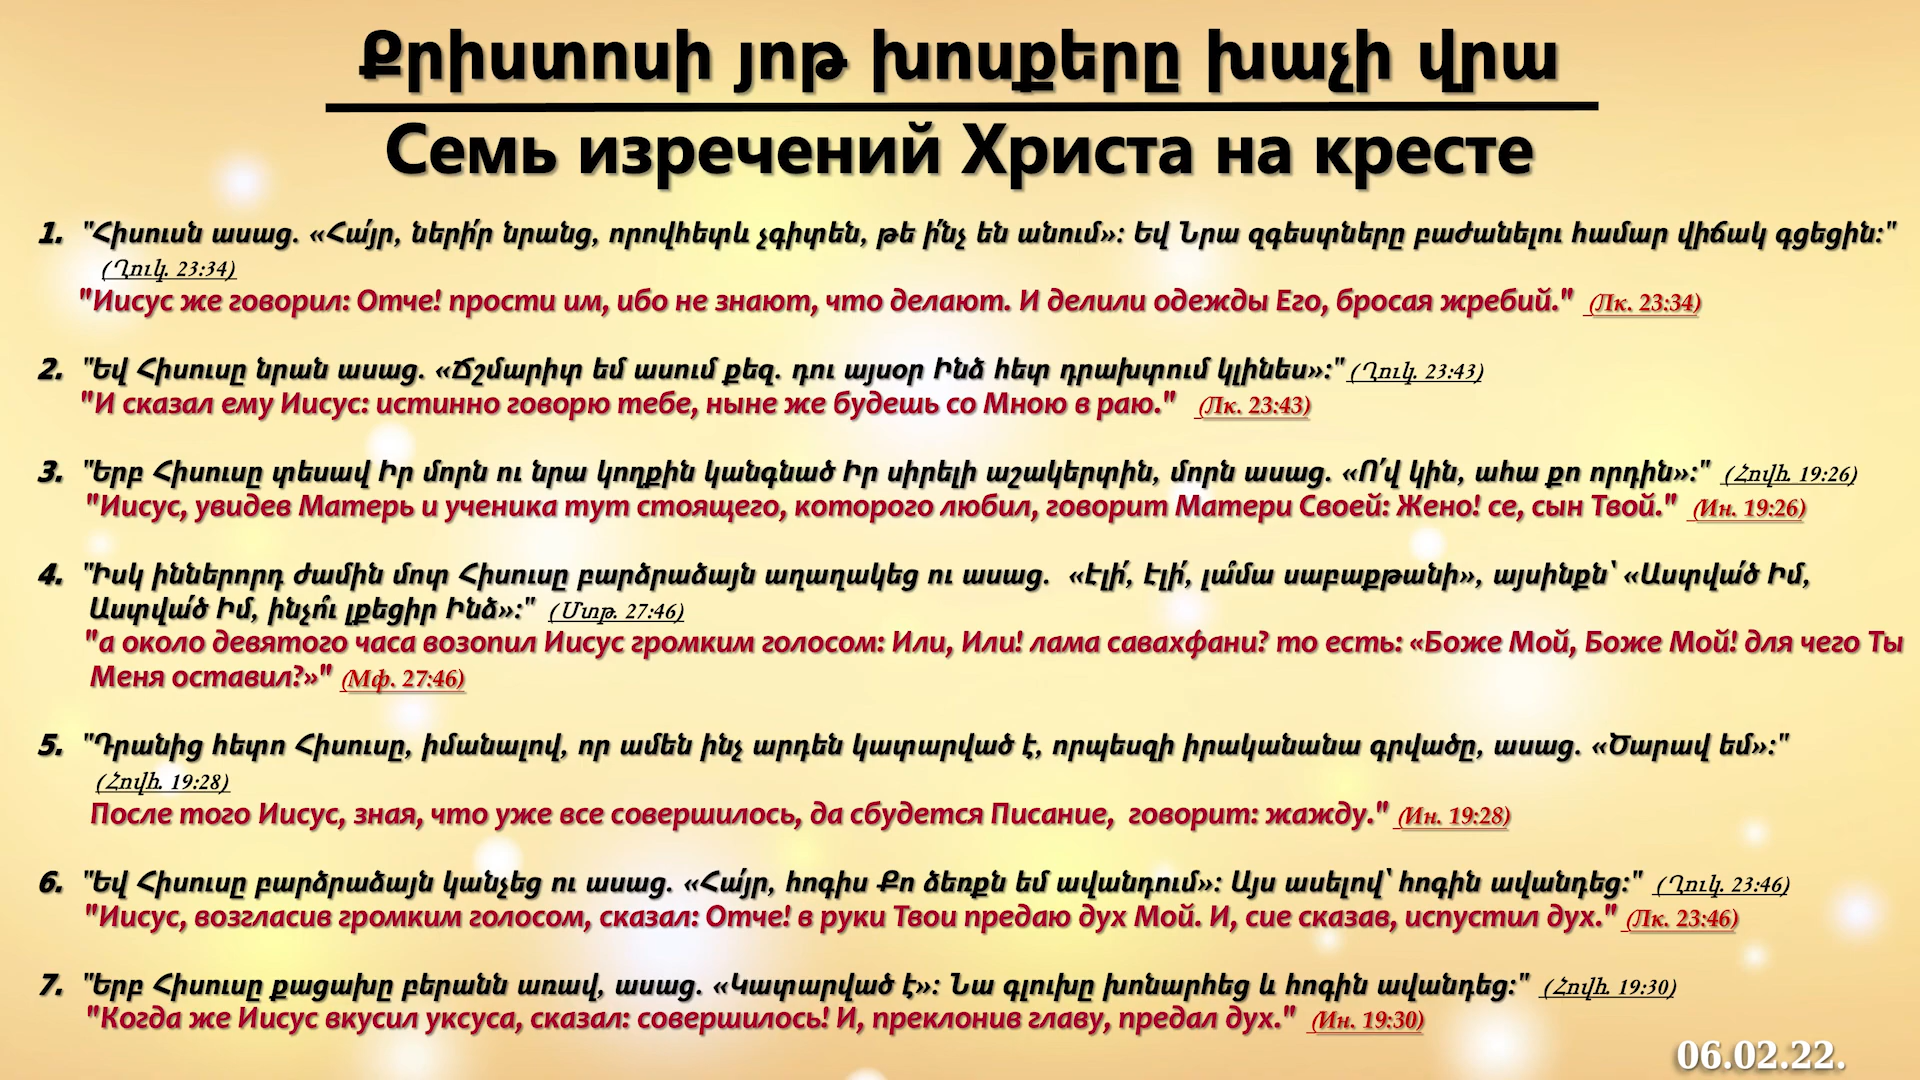 Քրիստոսի յոթ խոսքերը խաչի վրա
Семь изречений Христа на кресте
1. "Հիսուսն ասաց. «Հա՛յր, ների՛ր նրանց, որովհետև չգիտեն, թե ի՛նչ են անում»: Եվ Նրա զգեստները բաժանելու համար վիճակ գցեցին:"
(Ղուկ. 23:34)
"Иисус же говорил: Отче! прости им, ибо не знают, что делают. И делили одежды Его, бросая жребий." (Лк. 23:34)
2. "Եվ Հիսուսը նրան ասաց. «Ճշմարիտ եմ ասում քեզ. դու այսօր Ինձ հետ դրախտում կլինես»:" (Ղուկ. 23:43)
"И сказал ему Иисус: истинно говорю тебе, ныне же будешь со Мною в раю." (Лк. 23:43)
3. "Երբ Հիսուսը տեսավ Իր մորն ու նրա կողքին կանգնած Իր սիրելի աշակերտին, մորն ասաց. «Ո՛վ կին, ահա քո որդին»:" (Հովհ. 19:26)
"Иисус, увидев Матерь и ученика тут стоящего, которого любил, говорит Матери Своей: Жено! се, сын Твой." (Ин. 19:26)
4. "Իսկ իններորդ ժամին մոտ Հիսուսը բարձրաձայն աղաղակեց ու ասաց. «Էլի՛, Էլի՛, լա՞մա սաբաքթանի», այսինքն՝ «Աստվա՛ծ Իմ,
Աստվա՛ծ Իմ, ինչո՞ւ լքեցիր Ինձ»:" (Մտթ. 27:46)
"а около девятого часа возопил Иисус громким голосом: Или, Или! лама савахфани? то есть: «Боже Мой, Боже Мой! для чего Ты
Меня оставил?»" (Мф. 27:46)
5. "Դրանից հետո Հիսուսը, իմանալով, որ ամեն ինչ արդեն կատարված է, որպեսզի իրականանա գրվածը, ասաց. «Ծարավ եմ»:"
(Հովհ. 19:28)
После того Иисус, зная, что уже все совершилось, да сбудется Писание, говорит: жажду." (Ин. 19:28)
6. "Եվ Հիսուսը բարձրաձայն կանչեց ու ասաց. «Հա՛յր, հոգիս Քո ձեռքն եմ ավանդում»: Այս ասելով՝ հոգին ավանդեց:" (Ղուկ. 23:46)
"Иисус, возгласив громким голосом, сказал: Отче! в руки Твои предаю дух Мой. И, сие сказав, испустил дух." (Лк. 23:46)
7. "Երբ Հիսուսը քացախը բերանն առավ, ասաց. «Կատարված է»: Նա գլուխը խոնարհեց և հոգին ավանդեց:" (Հովհ. 19:30)
"Когда же Иисус вкусил уксуса, сказал: совершилось! И, преклонив главу, предал дух." (Ин. 19:30)
06.02.22.